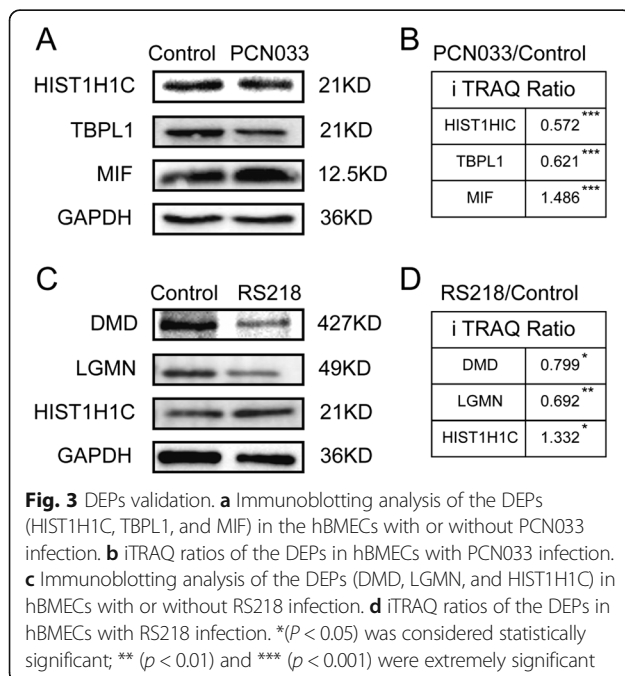 A
Control PCN033
HIST1H1C 21KD
TBPL1 21KD
MIF 12.5KD
GAPDH 36KD
B
PCN033/Control
i TRAQ Ratio
HIST1HIC 0.572***
TBPL1 0.621***
MIF 1.486***
C
Control RS218
DMD 427KD
LGMN 49KD
HIST1H1C 21KD
GAPDH 36KD
D
RS218/Control
i TRAQ Ratio
DMD 0.799*
LGMN 0.692**
HIST1H1C 1.332*
Fig. 3 DEPs validation. a Immunoblotting analysis of the DEPs
(HIST1H1C, TBPL1, and MIF) in the hBMECs with or without PCN033
infection. b iTRAQ ratios of the DEPs in hBMECs with PCN033 infection.
c Immunoblotting analysis of the DEPs (DMD, LGMN, and HIST1H1C) in
hBMECs with or without RS218 infection. d iTRAQ ratios of the DEPs in
hBMECs with RS218 infection. *(P < 0.05) was considered statistically
significant; ** (p < 0.01) and *** (p < 0.001) were extremely significant